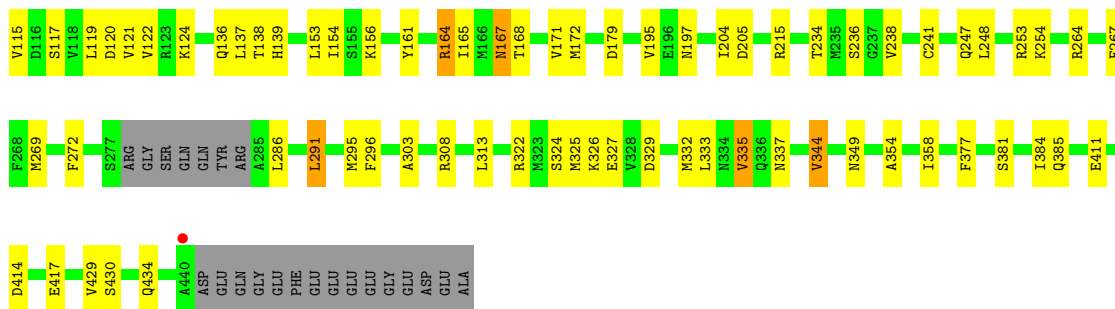 V115 D116 S117 V118 L119 D120 V121 V122 R123 K124 Q136 L137 T138 H139 L153 I154 S155 K156 Y161 R164 I165 M166 N167 T168 V171 M172 D179 V195 E196 N197 I204 D205 R215 T234 M235 S236 G237 V238 C241 Q247 L248 R253 K254 R264
F268 M269 F272 S277 ARG GLY SER GLN GLN TYR ARG A285 L286 L291 M295 F296 A303 R308 L313 R322 M323 S324 M325 K326 E327 V328 D329 M332 L333 N334 V335 Q336 N337 V344 N349 A354 I358 F377 S381 I384 Q385 E411
D414 E417 V429 S430 Q434 A440 ASP GLU GLN GLY GLU PHE GLU GLU GLU GLU GLY GLU ASP GLU ALA